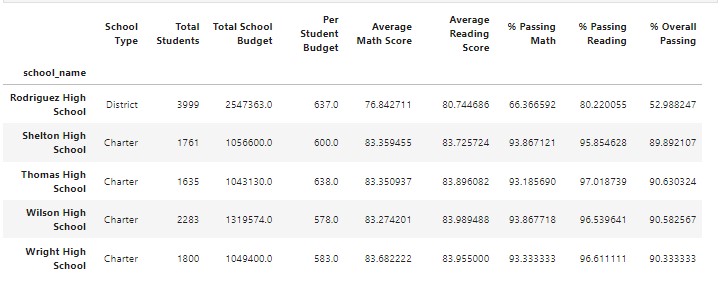 School Type Total Students Total School Budget Per Student Budget Average Math Score Average Reading Score % Passing Math % Passing Reading % Overall Passing
school_name
Rodriguez High School District 3999 2547363.0 637.0 76.842711 80.744686 66.366592 80.220055 52.988247
Shelton High School Charter 1761 1056600.0 600.0 83.359455 83.725724 93.867121 95.854628 89.892107
Thomas High School Charter 1635 1043130.0 638.0 83.350937 83.896082 93.185690 97.018739 90.630324
Wilson High School Charter 2283 1319574.0 578.0 83.274201 83.989488 93.867718 96.539641 90.582567
Wright High School Charter 1800 1049400.0 583.0 83.682222 83.955000 93.333333 96.611111 90.333333